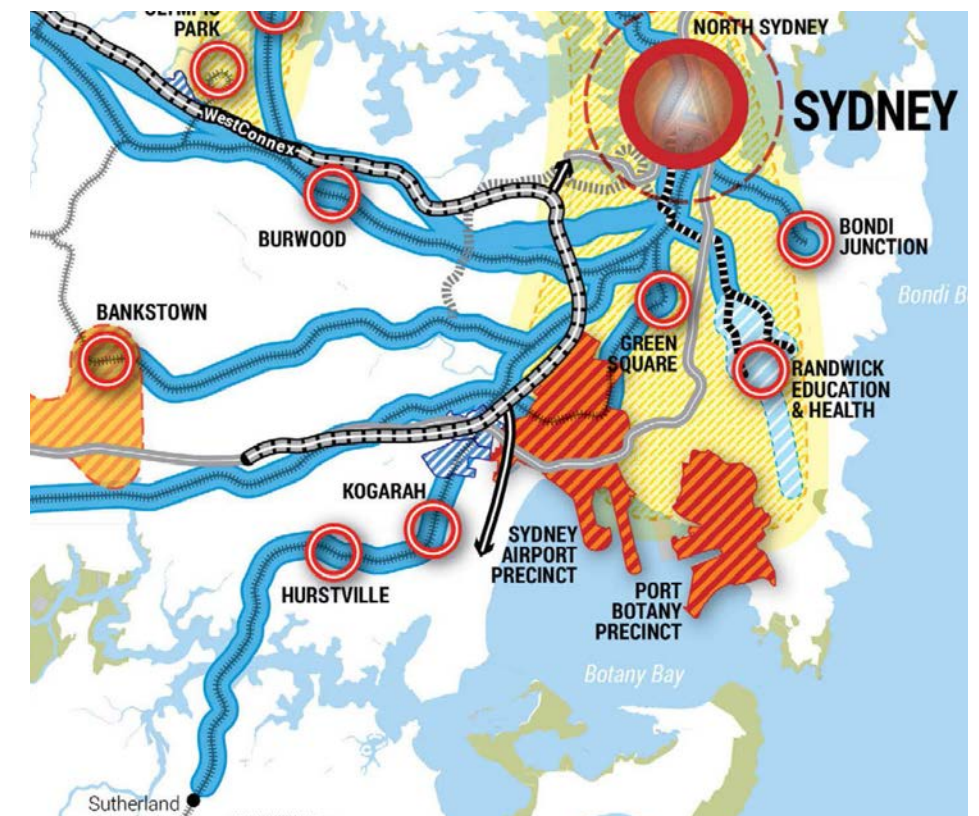 PARK
NORTH SYDNEY
SYDNEY
WestConnex
BURWOOD
BONDI
JUNCTION
Bondi B
BANKSTOWN
GREEN
SQUARE
RANDWICK
EDUCATION
& HEALTH
KOGARAH
SYDNEY
AIRPORT
PRECINCT
HURSTVILLE
PORT
BOTANY
PRECINCT
Botany Bay
Sutherland